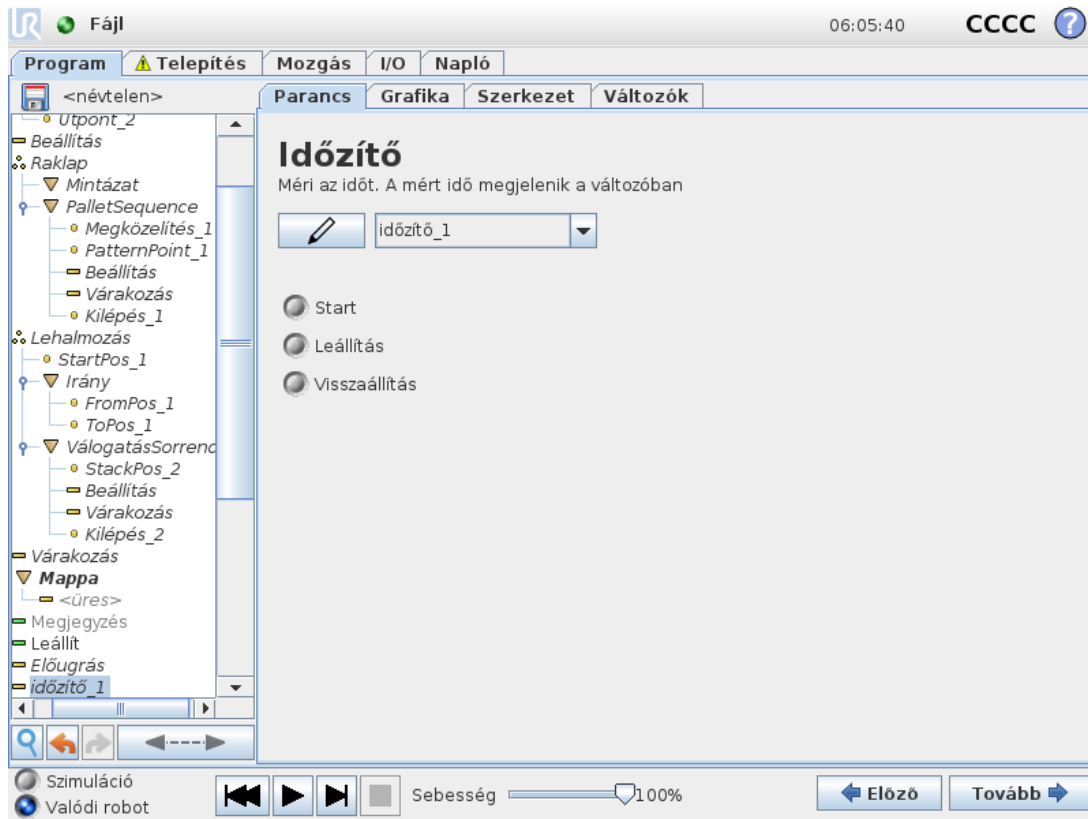 Fájl
06:05:40
CCCC
?
Program Telepítés Mozgás I/O Napló
<névtelen>
Parancs Grafika Szerkezet Változók
Utpont_2
Beállítás
Raklap
Mintázat
PalletSequence
Megközelítés_1
PatternPoint_1
Beállítás
Várakozás
Kilépés_1
Lehalmozás
StartPos_1
Irány
FromPos_1
ToPos_1
VálogatásSorrend
StackPos_2
Beállítás
Várakozás
Kilépés_2
Várakozás
Mappa
<üres>
Megjegyzés
Leállít
Előugrás
időzítő_1
Időzítő
Méri az időt. A mért idő megjelenik a változóban
időzítő_1
Start
Leállítás
Visszaállítás
Szimuláció
Valódi robot
Sebesség 100%
Előző
Tovább